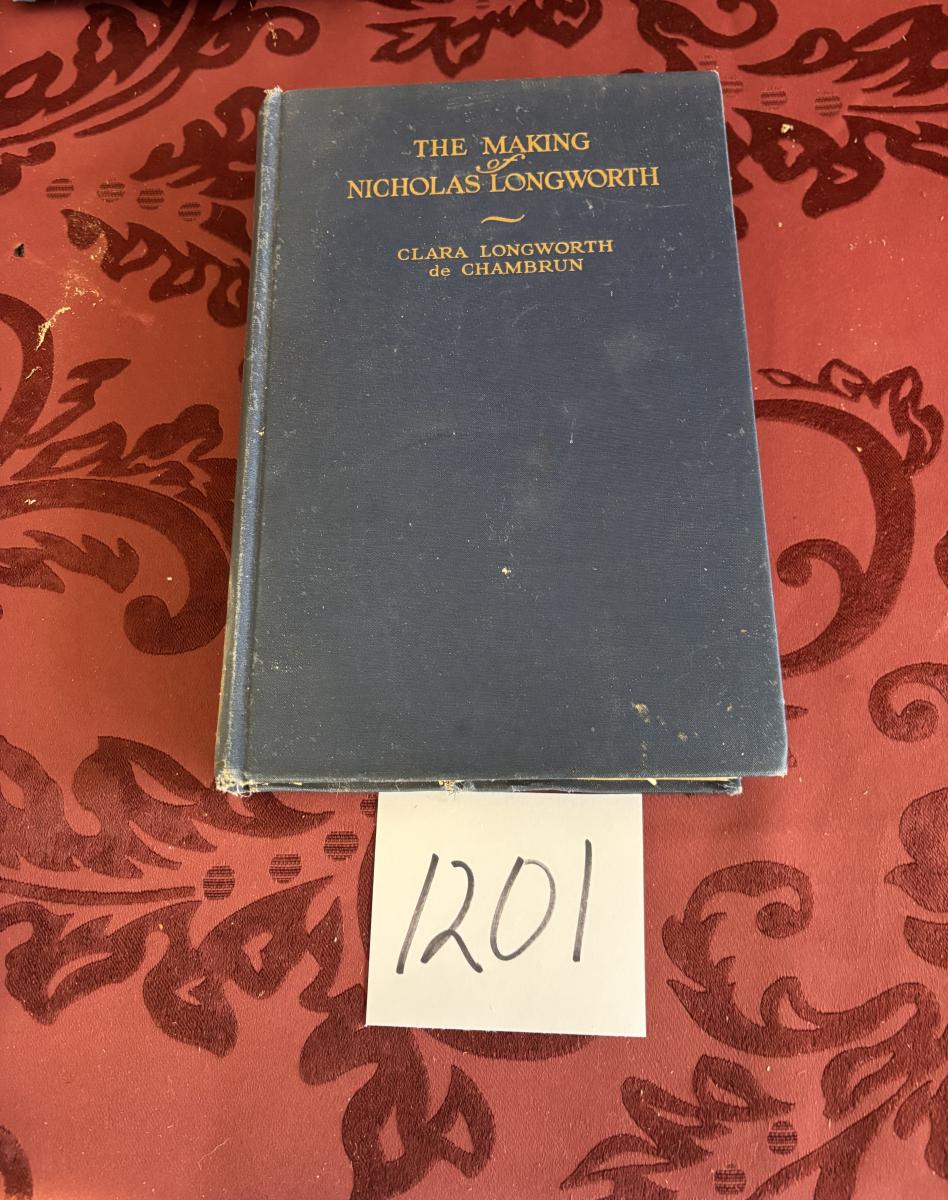 THE MAKING
of
NICHOLAS LONGWORTH
CLARA LONGWORTH
de CHAMBRUN
1201